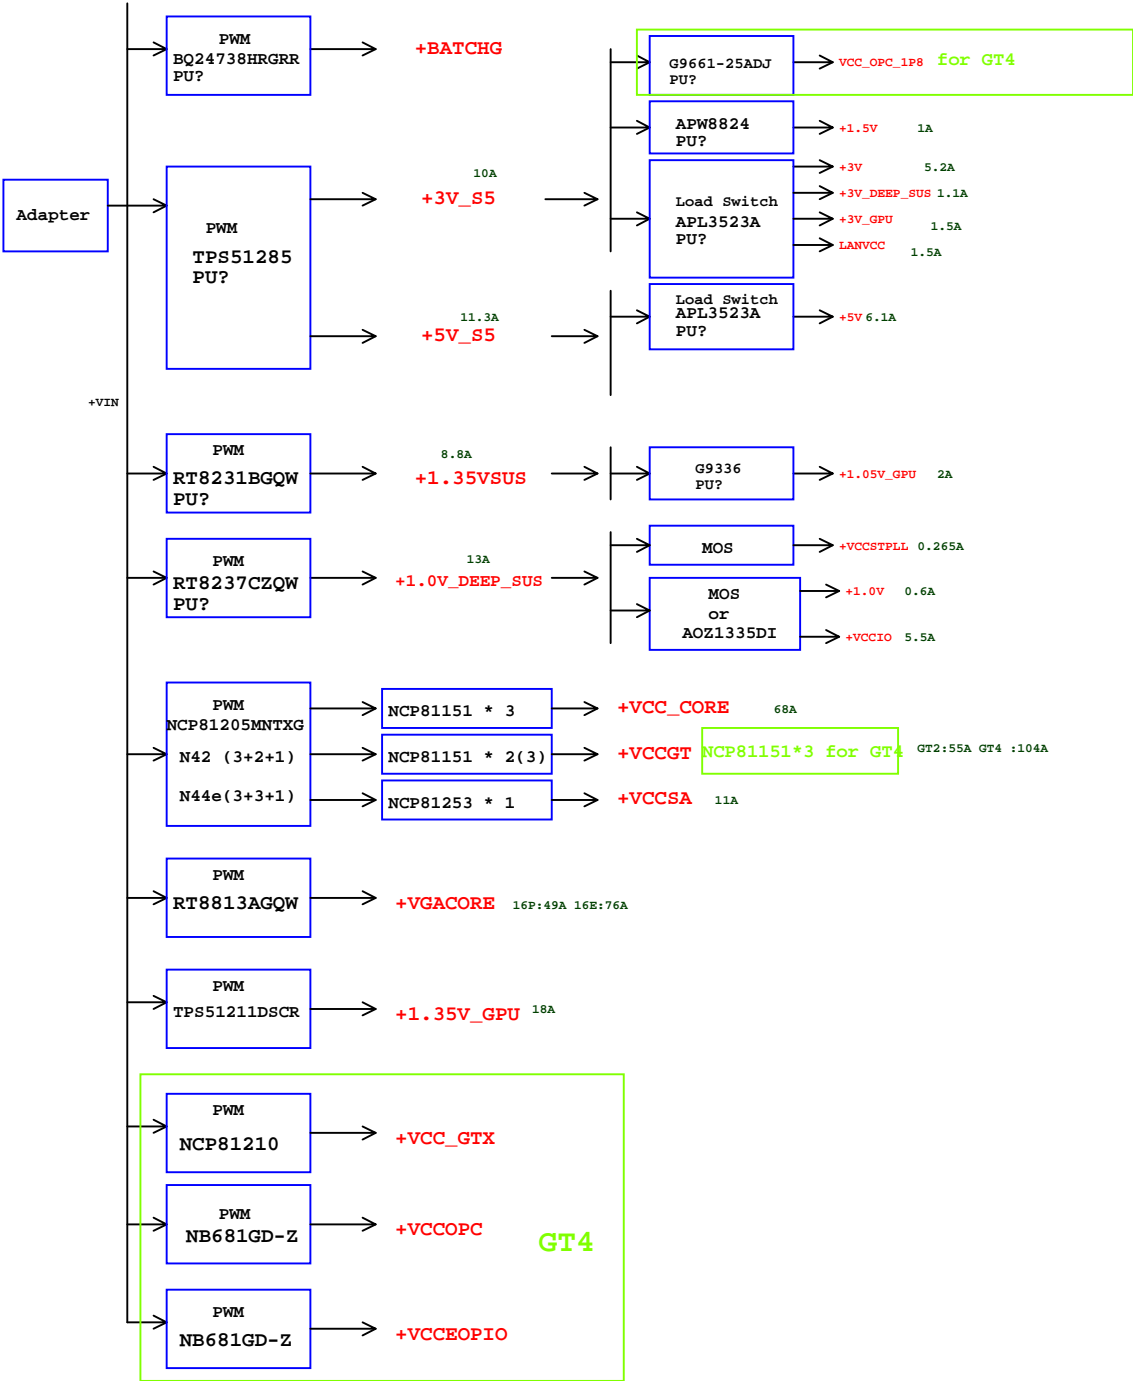 PWM
BQ24738HRGRR
PU?
+BATCHG
G9661-25ADJ
PU?
VCC_OPC_1P8
for GT4
APW8824
PU?
+1.5V
1A
Adapter
PWM
TPS51285
PU?
10A
+3V_S5
Load Switch
APL3523A
PU?
+3V
5.2A
+3V_DEEP_SUS
1.1A
+3V_GPU
1.5A
LANVCC
1.5A
11.3A
+5V_S5
Load Switch
APL3523A
PU?
+5V
6.1A
+VIN
PWM
RT8231BGQW
PU?
8.8A
+1.35VSUS
G9336
PU?
+1.05V_GPU
2A
PWM
RT8237CZQW
PU?
13A
+1.0V_DEEP_SUS
MOS
+VCCSTPLL
0.265A
MOS
or
AOZ1335DI
+1.0V
0.6A
+VCCIO
5.5A
PWM
NCP81205MNTXG
N42 (3+2+1)
N44e(3+3+1)
NCP81151 * 3
+VCC_CORE
68A
NCP81151 * 2(3)
+VCCGT
NCP81151*3 for GT4
GT2:55A GT4 :104A
NCP81253 * 1
+VCCSA
11A
PWM
RT8813AGQW
+VGACORE
16P:49A 16E:76A
PWM
TPS51211DSCR
+1.35V_GPU
18A
PWM
NCP81210
+VCC_GTX
PWM
NB681GD-Z
+VCCOPC
GT4
PWM
NB681GD-Z
+VCCEOPIO